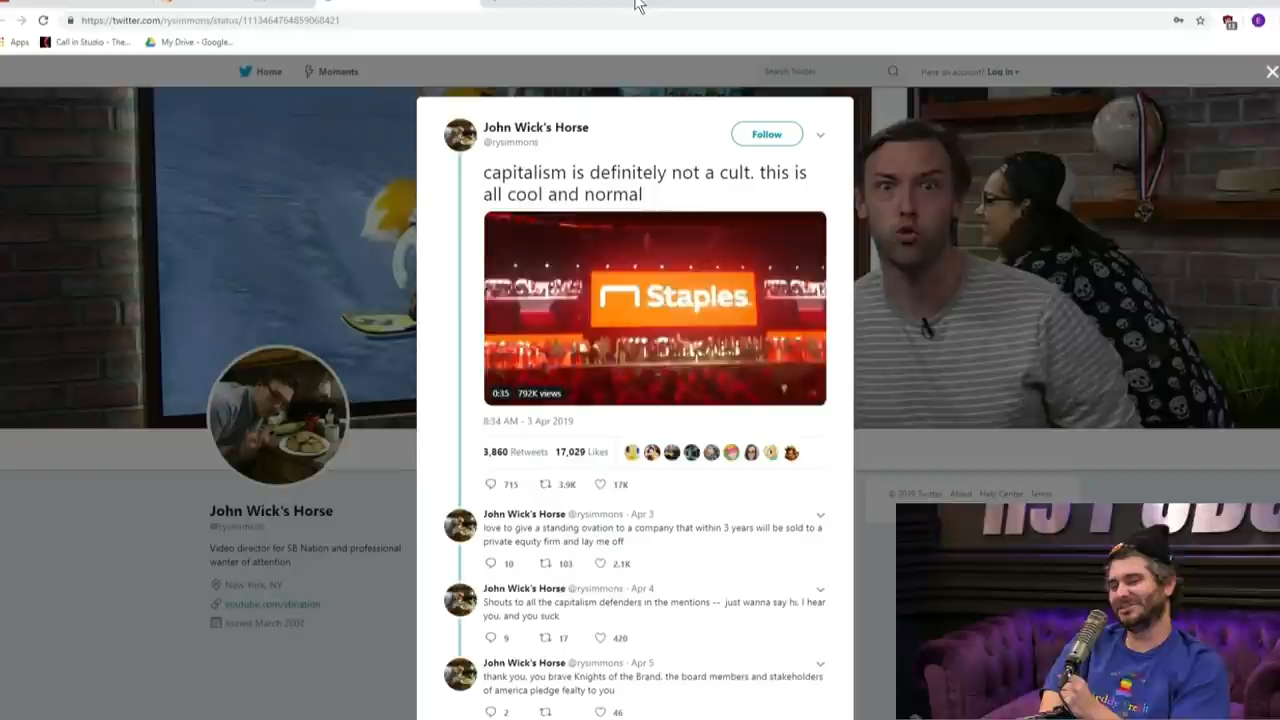 https://twitter.com/rysimmons/status/1113464764859068421
Apps
Call in Studio - The...
My Drive - Google...
Home
Moments
Search Twitter
Have an account? Log in
John Wick's Horse
@rysimmons
Follow
capitalism is definitely not a cult. this is
all cool and normal
Staples
0:35 792K views
8:34 AM - 3 Apr 2019
3,860 Retweets 17,029 Likes
715 3.9K 17K
John Wick's Horse @rysimmons · Apr 3
love to give a standing ovation to a company that within 3 years will be sold to a
private equity firm and lay me off
10 103 2.1K
John Wick's Horse @rysimmons · Apr 4
Shouts to all the capitalism defenders in the mentions -- just wanna say hi, I hear
you, and you suck
9 17 420
John Wick's Horse @rysimmons · Apr 5
thank you, you brave Knights of the Brand. the board members and stakeholders
of america pledge fealty to you
2 46
John Wick's Horse
@rysimmons
Video director for SB Nation and professional
wanter of attention
New York, NY
youtube.com/sbnation
Joined March 2007
© 2019 Twitter About Help Center Terms
H3 PODC